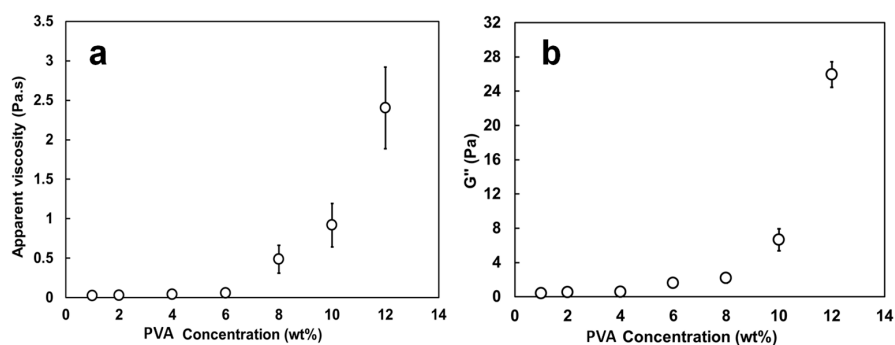 a
Apparent viscosity (Pa.s)
3.5
3
2.5
2
1.5
1
0.5
0
0 2 4 6 8 10 12 14
PVA Concentration (wt%)
b
G" (Pa)
32
28
24
20
16
12
8
4
0
0 2 4 6 8 10 12 14
PVA Concentration (wt%)